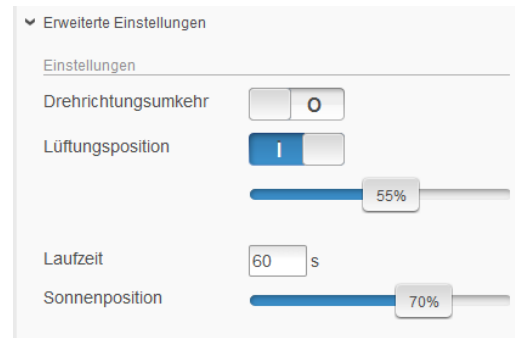 Erweiterte Einstellungen
Einstellungen
Drehrichtungsumkehr O
Lüftungsposition I
55%
Laufzeit 60 s
Sonnenposition 70%